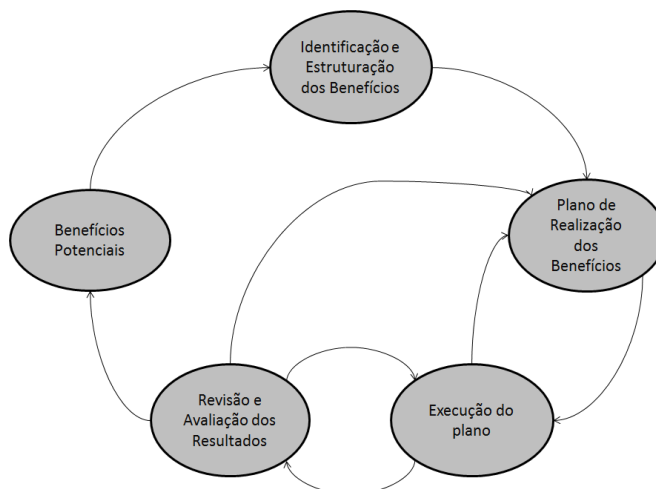 Identificação e
Estruturação
dos Benefícios
Benefícios
Potenciais
Plano de
Realização
dos
Benefícios
Revisão e
Avaliação dos
Resultados
Execução do
plano